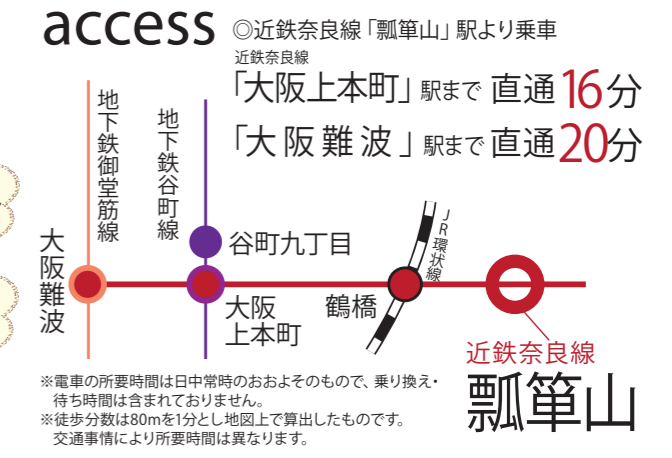 access
◎近鉄奈良線「瓢箪山」駅より乗車
近鉄奈良線
「大阪上本町」駅まで 直通16分
「大阪難波」駅まで 直通20分
地下鉄御堂筋線
地下鉄谷町線
JR環状線
大阪難波
谷町九丁目
大阪
上本町
鶴橋
近鉄奈良線
瓢箪山
※電車の所要時間は日中常時のおおよそのもので、乗り換え・
待ち時間は含まれておりません。
※徒歩分数は80mを1分とし地図上で算出したものです。
交通事情により所要時間は異なります。